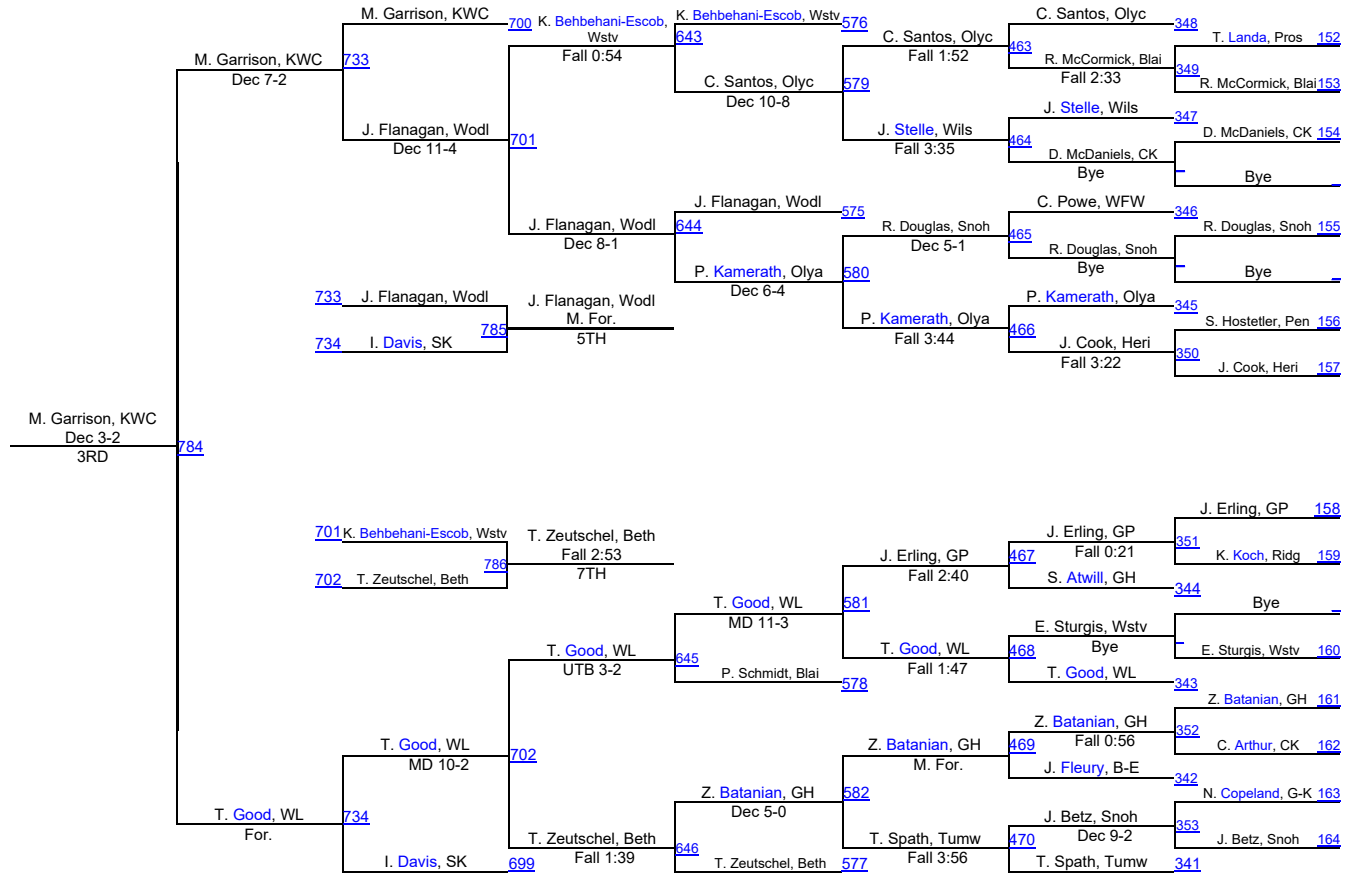 M. Garrison, KWC
700
K. Behbehani-Escob,
Wstv
Fall 0:54
K. Behbehani-Escob, Wstv
576
643
C. Santos, Olyc
Fall 1:52
C. Santos, Olyc
348
463
T. Landa, Pros 152
R. McCormick, Blai
Fall 2:33
349
R. McCormick, Blai 153
M. Garrison, KWC
Dec 7-2
733
C. Santos, Olyc
Dec 10-8
579
J. Stelle, Wils
347
J. Flanagan, Wodl
Dec 11-4
701
J. Stelle, Wils
Fall 3:35
464
D. McDaniels, CK 154
D. McDaniels, CK
Bye
Bye
J. Flanagan, Wodl
575
C. Powe, WFW
346
J. Flanagan, Wodl
Dec 8-1
644
R. Douglas, Snoh
Dec 5-1
465
R. Douglas, Snoh 155
R. Douglas, Snoh
Bye
Bye
P. Kamerath, Olya
Dec 6-4
580
733 J. Flanagan, Wodl
J. Flanagan, Wodl
M. For.
5TH
785
734 I. Davis, SK
P. Kamerath, Olya
345
P. Kamerath, Olya
Fall 3:44
466
S. Hostetler, Pen 156
J. Cook, Heri
Fall 3:22
350
J. Cook, Heri 157
M. Garrison, KWC
Dec 3-2
3RD
784
J. Erling, GP 158
701 K. Behbehani-Escob, Wstv
T. Zeutschel, Beth
Fall 2:53
7TH
786
702 T. Zeutschel, Beth
J. Erling, GP
Fall 0:21
351
K. Koch, Ridg 159
J. Erling, GP
Fall 2:40
467
S. Atwill, GH
344
T. Good, WL
MD 11-3
581
Bye
E. Sturgis, Wstv
Bye
E. Sturgis, Wstv 160
T. Good, WL
UTB 3-2
645
T. Good, WL
Fall 1:47
468
P. Schmidt, Blai
578
T. Good, WL
343
Z. Batanian, GH 161
Z. Batanian, GH
Fall 0:56
352
C. Arthur, CK 162
T. Good, WL
MD 10-2
702
Z. Batanian, GH
M. For.
469
J. Fleury, B-E
342
Z. Batanian, GH
Dec 5-0
582
N. Copeland, G-K 163
T. Good, WL
For.
734
J. Betz, Snoh
Dec 9-2
353
J. Betz, Snoh 164
T. Zeutschel, Beth
Fall 1:39
646
T. Spath, Tumw
Fall 3:56
470
I. Davis, SK
699
T. Zeutschel, Beth
577
T. Spath, Tumw
341